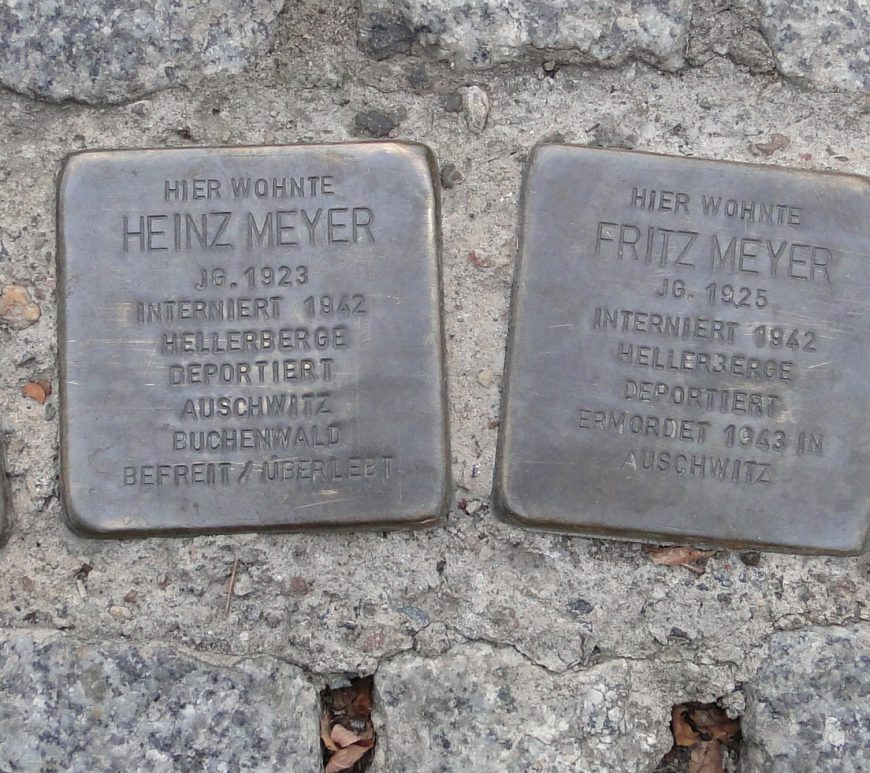 HIER WOHNTE
HEINZ MEYER
JG. 1923
INTERNIERT 1942
HELLERBERGE
DEPORTIERT
AUSCHWITZ
BUCHENWALD
BEFREIT / ÜBERLEBT
HIER WOHNTE
FRITZ MEYER
JG. 1925
INTERNIERT 1942
HELLERBERGE
DEPORTIERT
ERMORDET 1943 IN
AUSCHWITZ